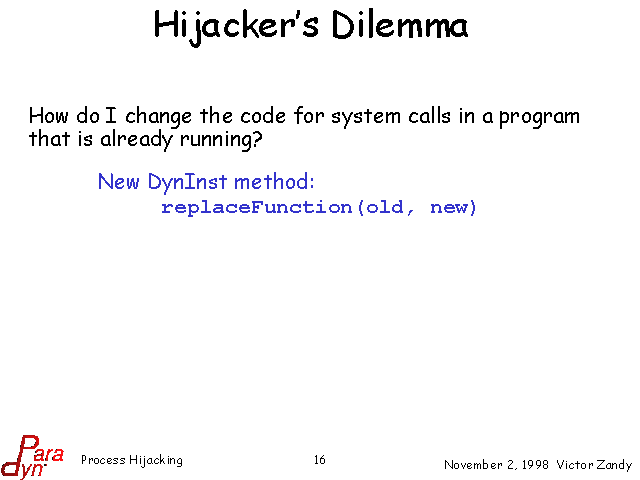 Hijacker's Dilemma
How do I change the code for system calls in a program
that is already running?
New DynInst method:
replaceFunction(old, new)
Para
dyn
Process Hijacking
16
November 2, 1998 Victor Zandy